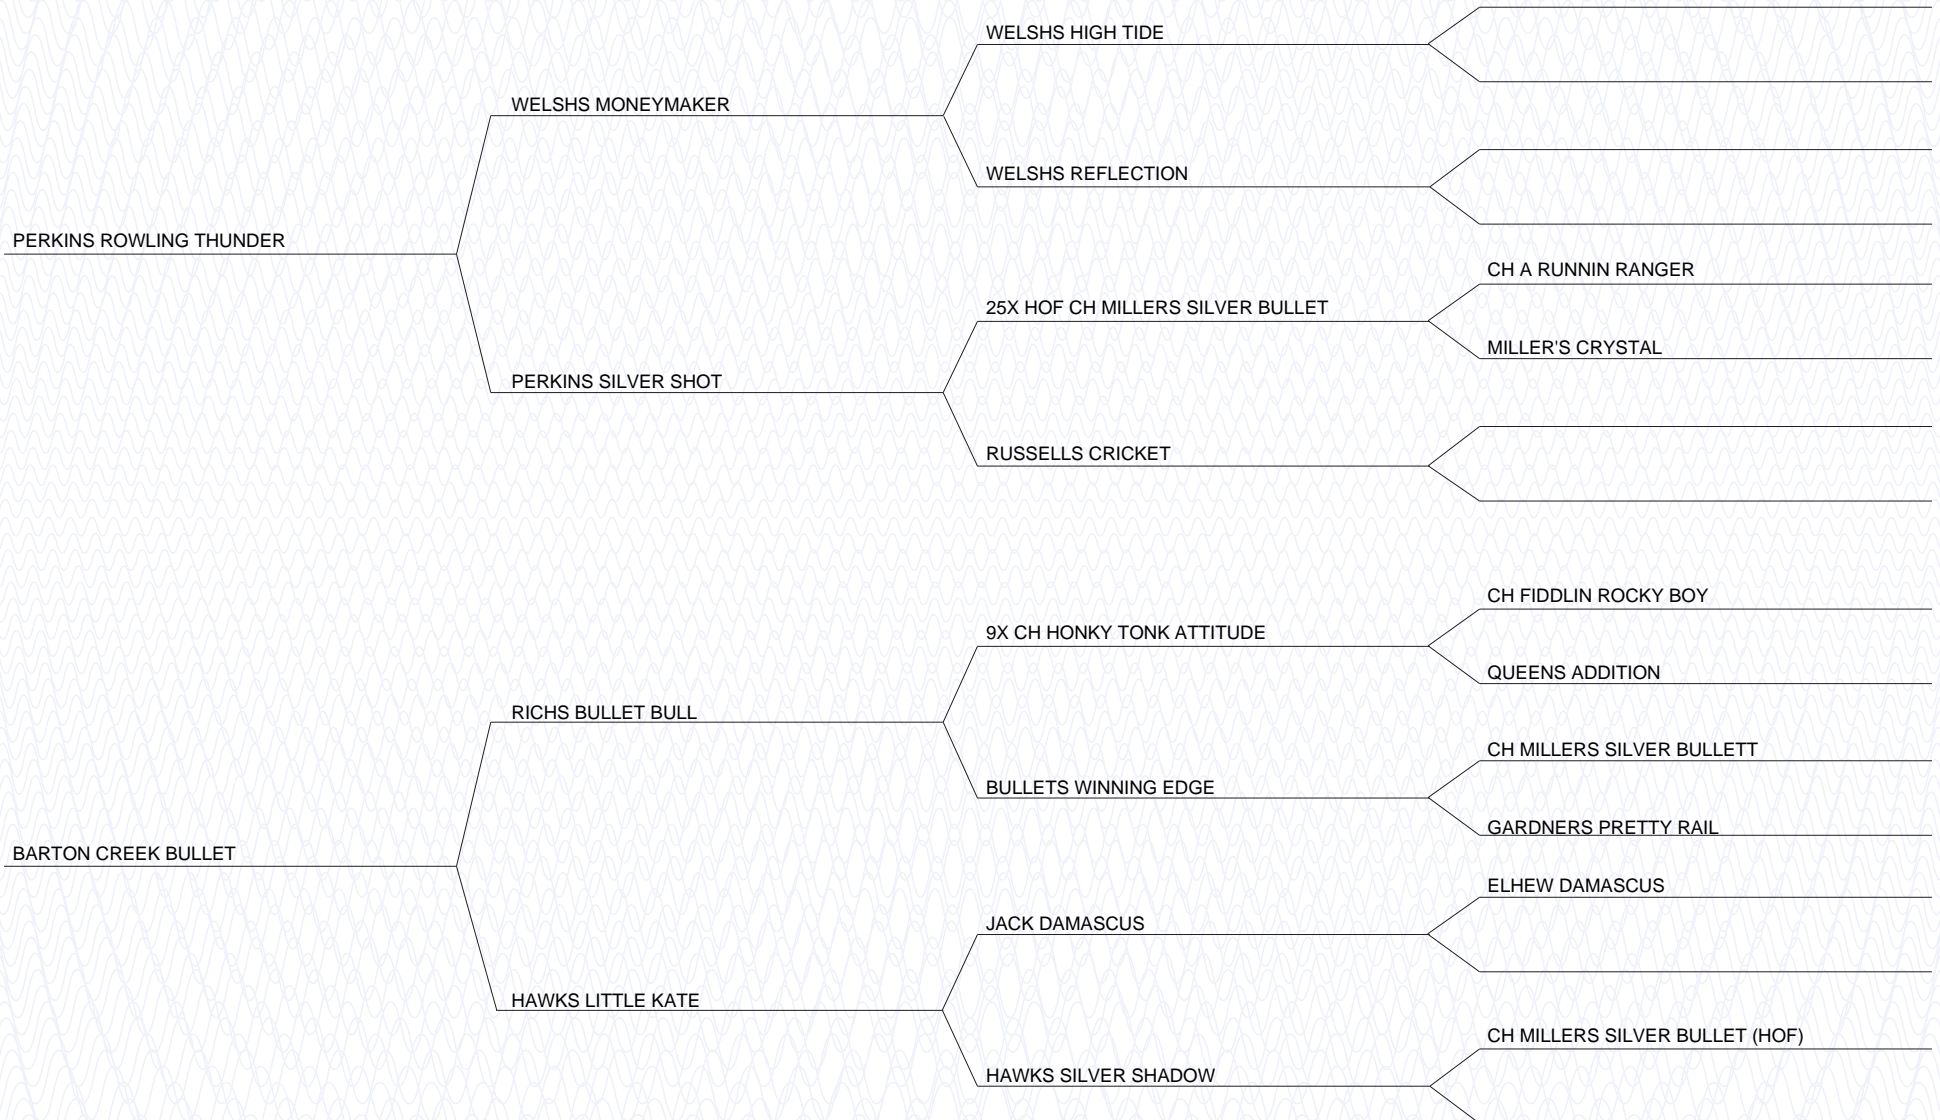 WELSHS HIGH TIDE
WELSHS MONEYMAKER
WELSHS REFLECTION
PERKINS ROWLING THUNDER
CH A RUNNIN RANGER
25X HOF CH MILLERS SILVER BULLET
MILLER'S CRYSTAL
PERKINS SILVER SHOT
RUSSELLS CRICKET
CH FIDDLIN ROCKY BOY
9X CH HONKY TONK ATTITUDE
QUEENS ADDITION
RICHS BULLET BULL
CH MILLERS SILVER BULLETT
BULLETS WINNING EDGE
GARDNERS PRETTY RAIL
BARTON CREEK BULLET
ELHEW DAMASCUS
JACK DAMASCUS
HAWKS LITTLE KATE
CH MILLERS SILVER BULLET (HOF)
HAWKS SILVER SHADOW